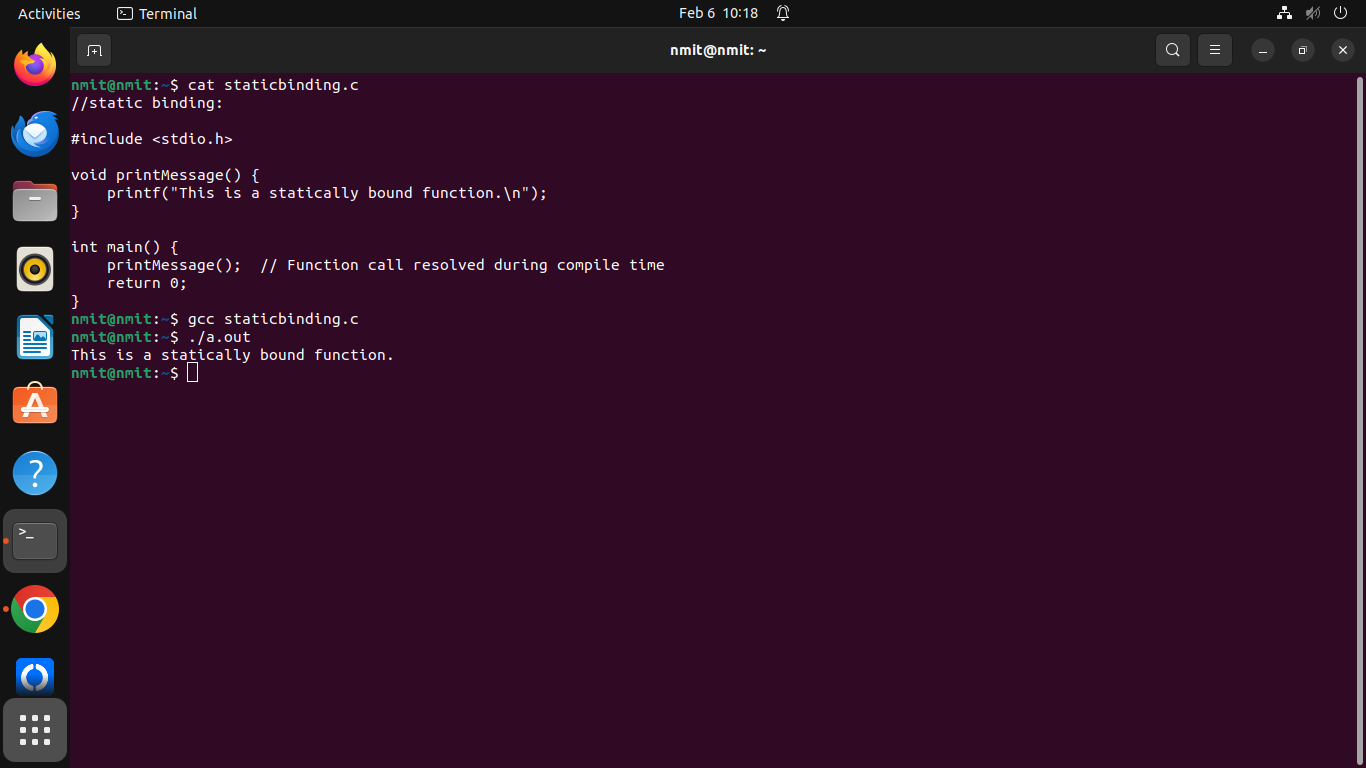 Activities Terminal Feb 6 10:18
nmit@nmit: ~
nmit@nmit:~$ cat staticbinding.c
//static binding:
#include <stdio.h>
void printMessage() {
    printf("This is a statically bound function.\n");
}
int main() {
    printMessage();  // Function call resolved during compile time
    return 0;
}
nmit@nmit:~$ gcc staticbinding.c
nmit@nmit:~$ ./a.out
This is a statically bound function.
nmit@nmit:~$